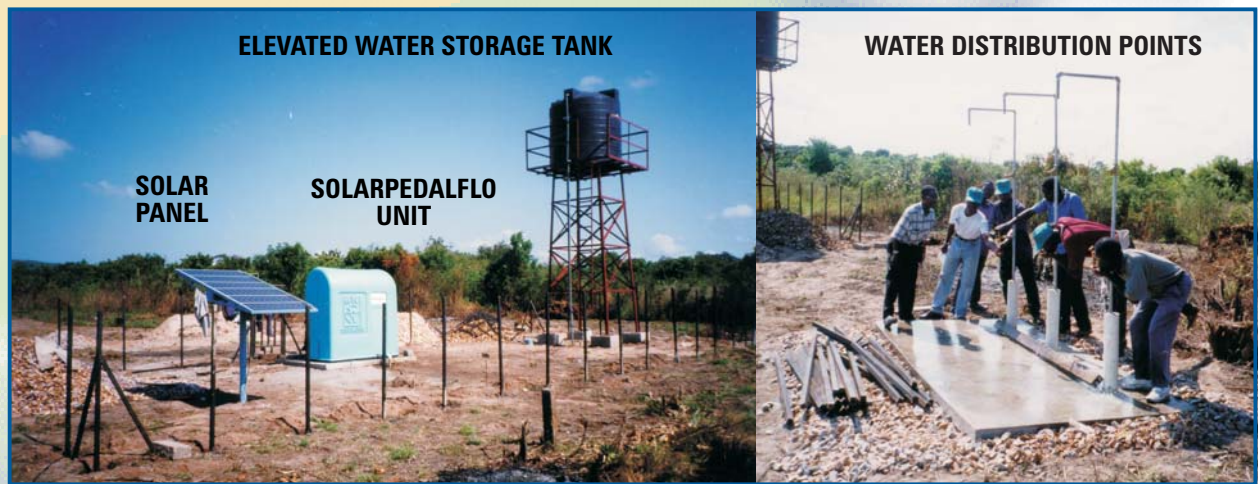 ELEVATED WATER STORAGE TANK
SOLAR
PANEL
SOLARPEDALFLO
UNIT
WATER DISTRIBUTION POINTS